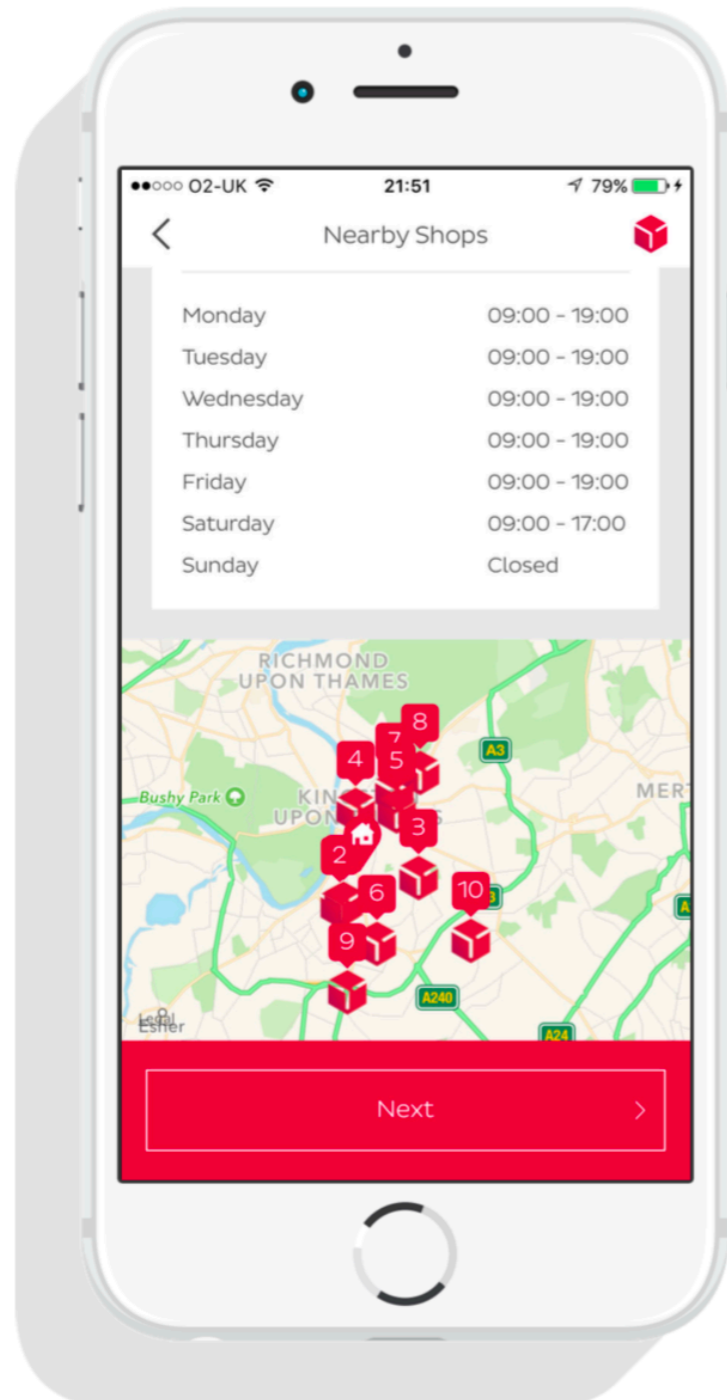 O2-UK 21:51 79%
Nearby Shops
Monday 09:00 - 19:00
Tuesday 09:00 - 19:00
Wednesday 09:00 - 19:00
Thursday 09:00 - 19:00
Friday 09:00 - 19:00
Saturday 09:00 - 17:00
Sunday Closed
RICHMOND
UPON THAMES
8
7
A3
4 5
Bushy Park
UPON
3
2
6 10
9
A240
Legal
Esher
A24
Next